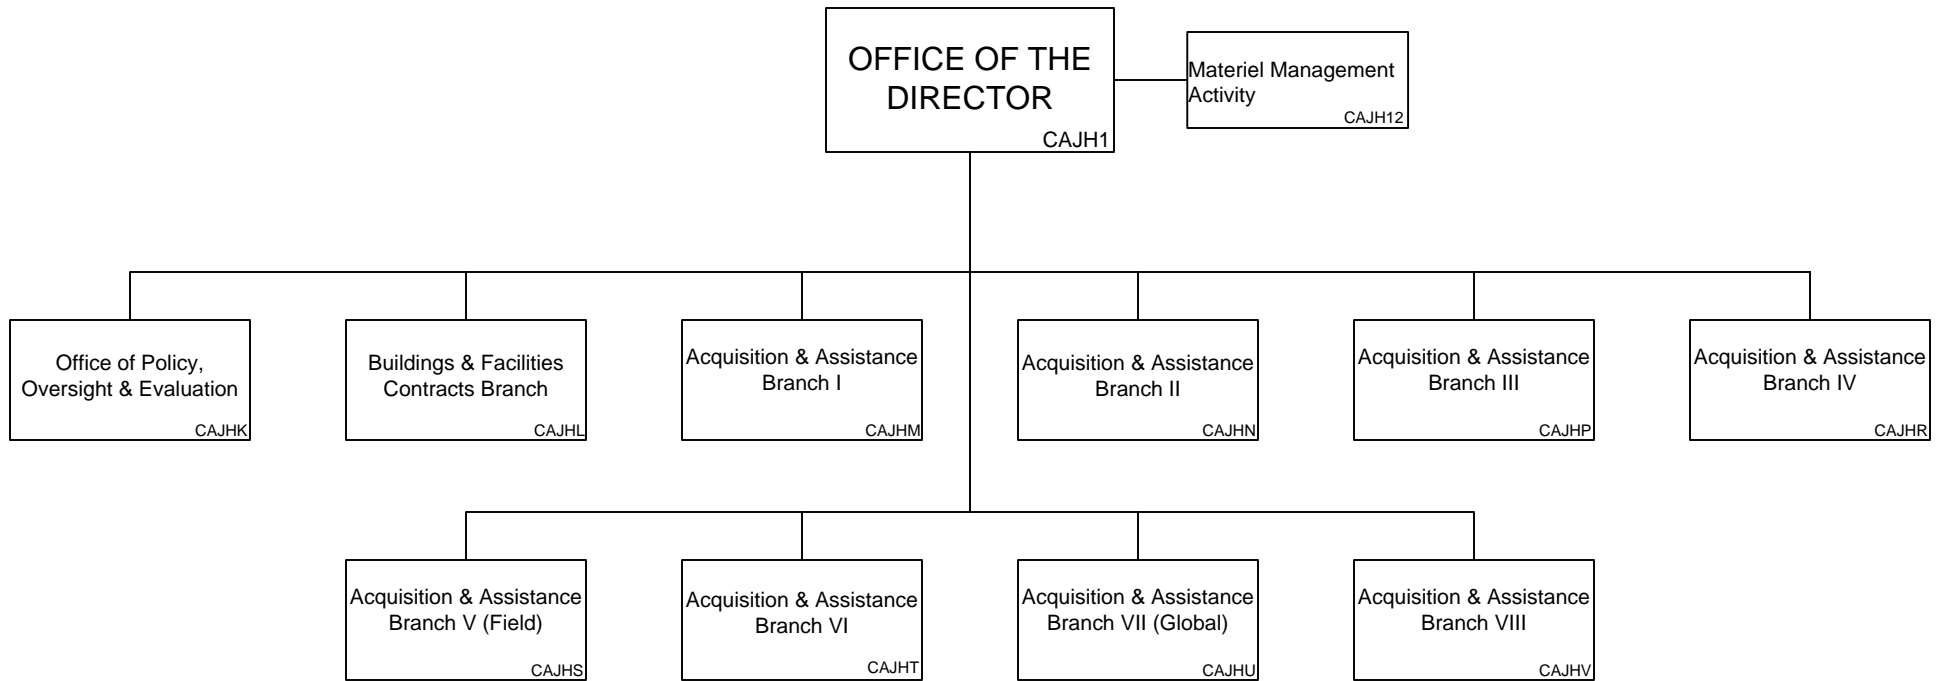 OFFICE OF THE
DIRECTOR
CAJH1
Materiel Management
Activity
CAJH12
Office of Policy,
Oversight & Evaluation
CAJHK
Buildings & Facilities
Contracts Branch
CAJHL
Acquisition & Assistance
Branch I
CAJHM
Acquisition & Assistance
Branch II
CAJHN
Acquisition & Assistance
Branch III
CAJHP
Acquisition & Assistance
Branch IV
CAJHR
Acquisition & Assistance
Branch V (Field)
CAJHS
Acquisition & Assistance
Branch VI
CAJHT
Acquisition & Assistance
Branch VII (Global)
CAJHU
Acquisition & Assistance
Branch VIII
CAJHV